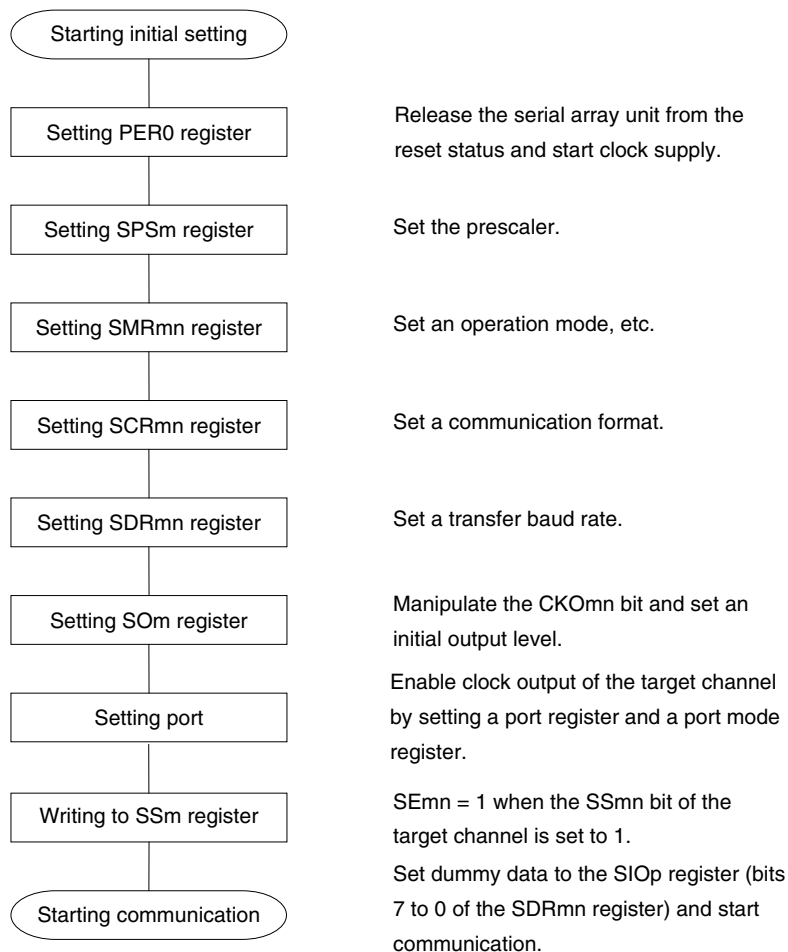 Starting initial setting
Setting PER0 register
Release the serial array unit from the
reset status and start clock supply.
Setting SPSm register
Set the prescaler.
Setting SMRmn register
Set an operation mode, etc.
Setting SCRmn register
Set a communication format.
Setting SDRmn register
Set a transfer baud rate.
Setting SOm register
Manipulate the CKOmn bit and set an
initial output level.
Setting port
Enable clock output of the target channel
by setting a port register and a port mode
register.
Writing to SSm register
SEmn = 1 when the SSmn bit of the
target channel is set to 1.
Starting communication
Set dummy data to the SIOp register (bits
7 to 0 of the SDRmn register) and start
communication.